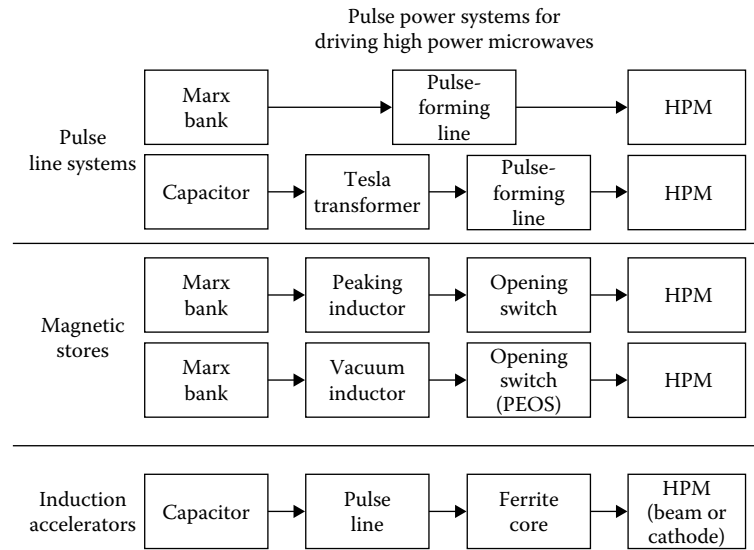 Pulse power systems for
driving high power microwaves
Pulse
line systems
Marx
bank
Pulse-
forming
line
HPM
Capacitor
Tesla
transformer
Pulse-
forming
line
HPM
Magnetic
stores
Marx
bank
Peaking
inductor
Opening
switch
HPM
Marx
bank
Vacuum
inductor
Opening
switch
(PEOS)
HPM
Induction
accelerators
Capacitor
Pulse
line
Ferrite
core
HPM
(beam or
cathode)